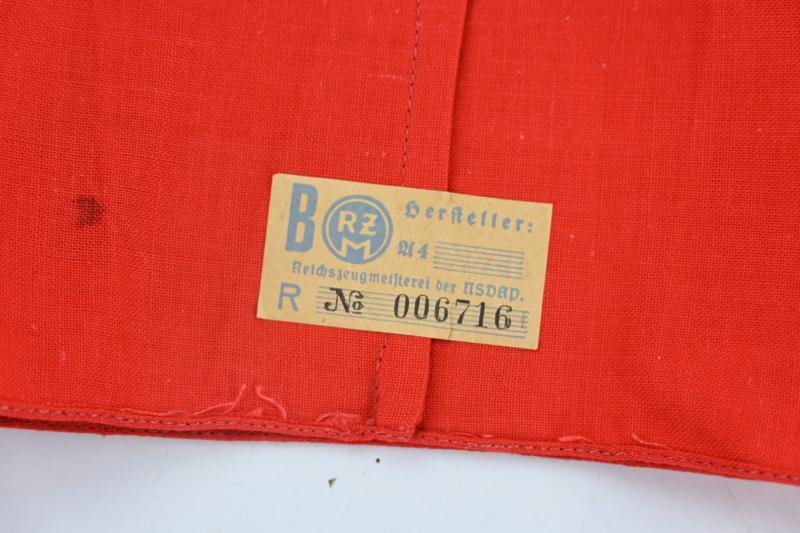 B RZM Hersteller:
A4
Reichszeugmeisterei der NSDAP.
R № 006716